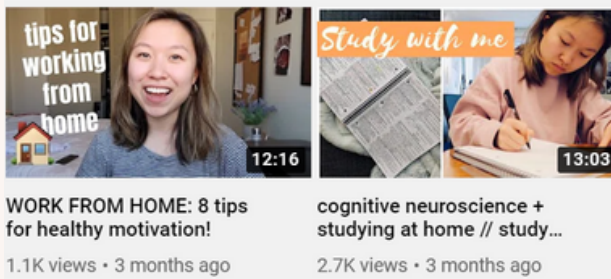 tips for
working
from
home
12:16
Study with me
13:03
WORK FROM HOME: 8 tips
for healthy motivation!
1.1K views • 3 months ago
cognitive neuroscience +
studying at home // study...
2.7K views • 3 months ago